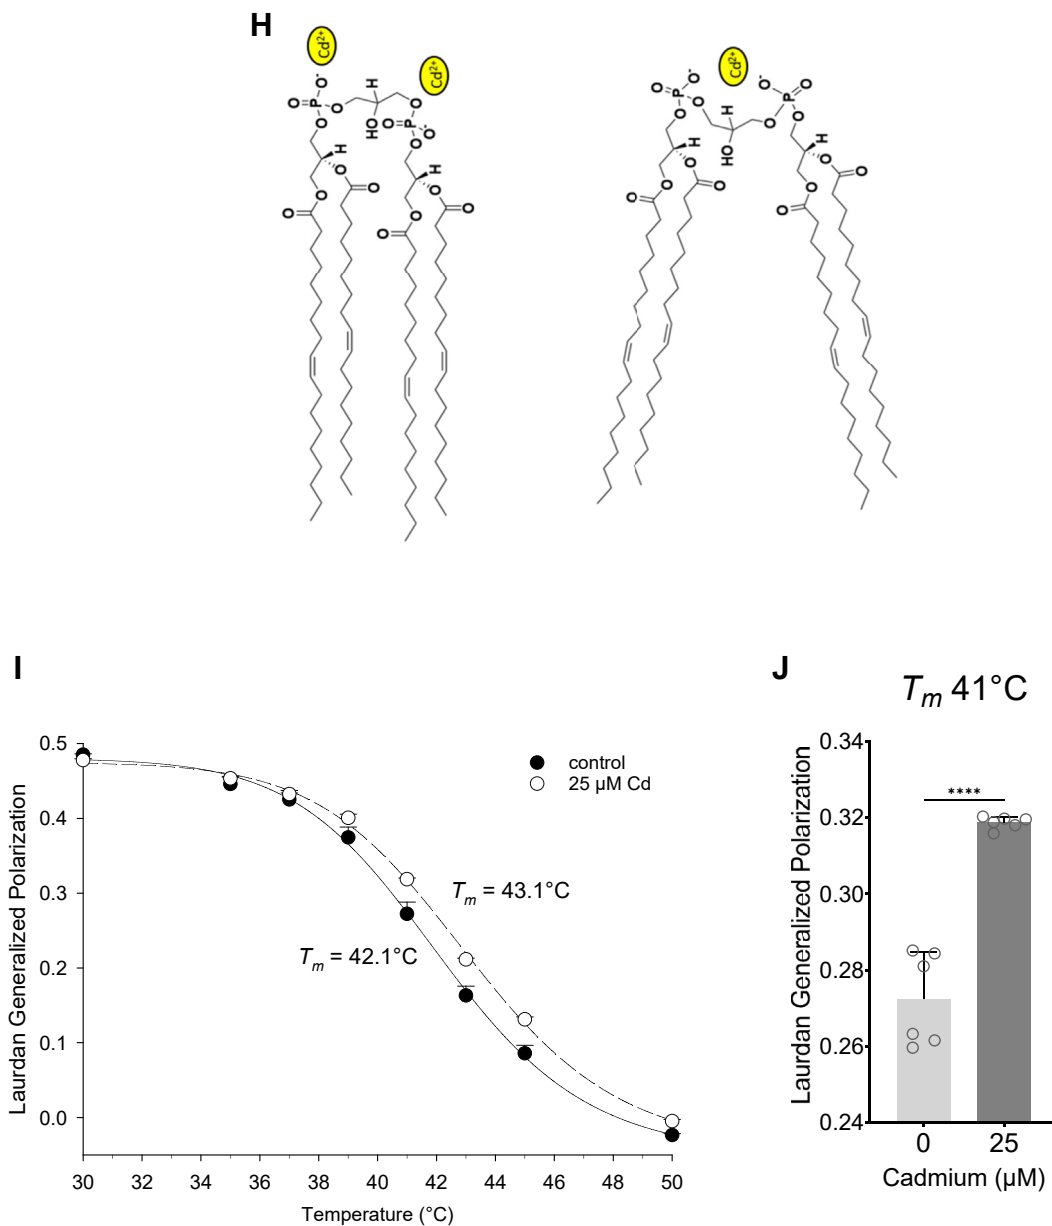 H
Cd²⁺
Cd²⁺
Cd²⁺
O⁻
O=P
O
O
H
HO
O
O=P
O⁻
O
H
O
O
O
O
O
H
O
O
O
O
O
O⁻
O=P
O
O
H
HO
O
O⁻
P=O
O
H
O
O
O
O
H
O
O
O
O
I
Laurdan Generalized Polarization
0.5
0.4
0.3
0.2
0.1
0.0
control
25 µM Cd
Tₘ = 43.1°C
Tₘ = 42.1°C
30 32 34 36 38 40 42 44 46 48 50
Temperature (°C)
J
Tₘ 41°C
Laurdan Generalized Polarization
0.34
0.32
0.30
0.28
0.26
0.24
****
0 25
Cadmium (µM)